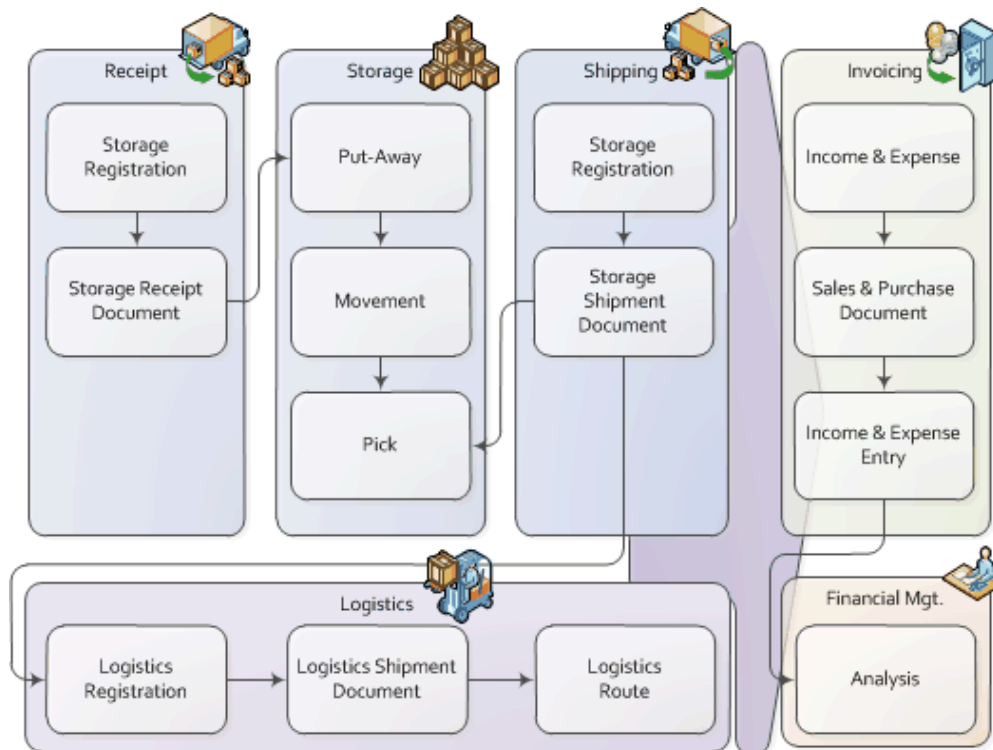 Receipt
Storage
Registration
Storage Receipt
Document
Storage
Put-Away
Movement
Pick
Shipping
Storage
Registration
Storage
Shipment
Document
Invoicing
Income & Expense
Sales & Purchase
Document
Income & Expense
Entry
Logistics
Logistics
Registration
Logistics Shipment
Document
Logistics
Route
Financial Mgt.
Analysis